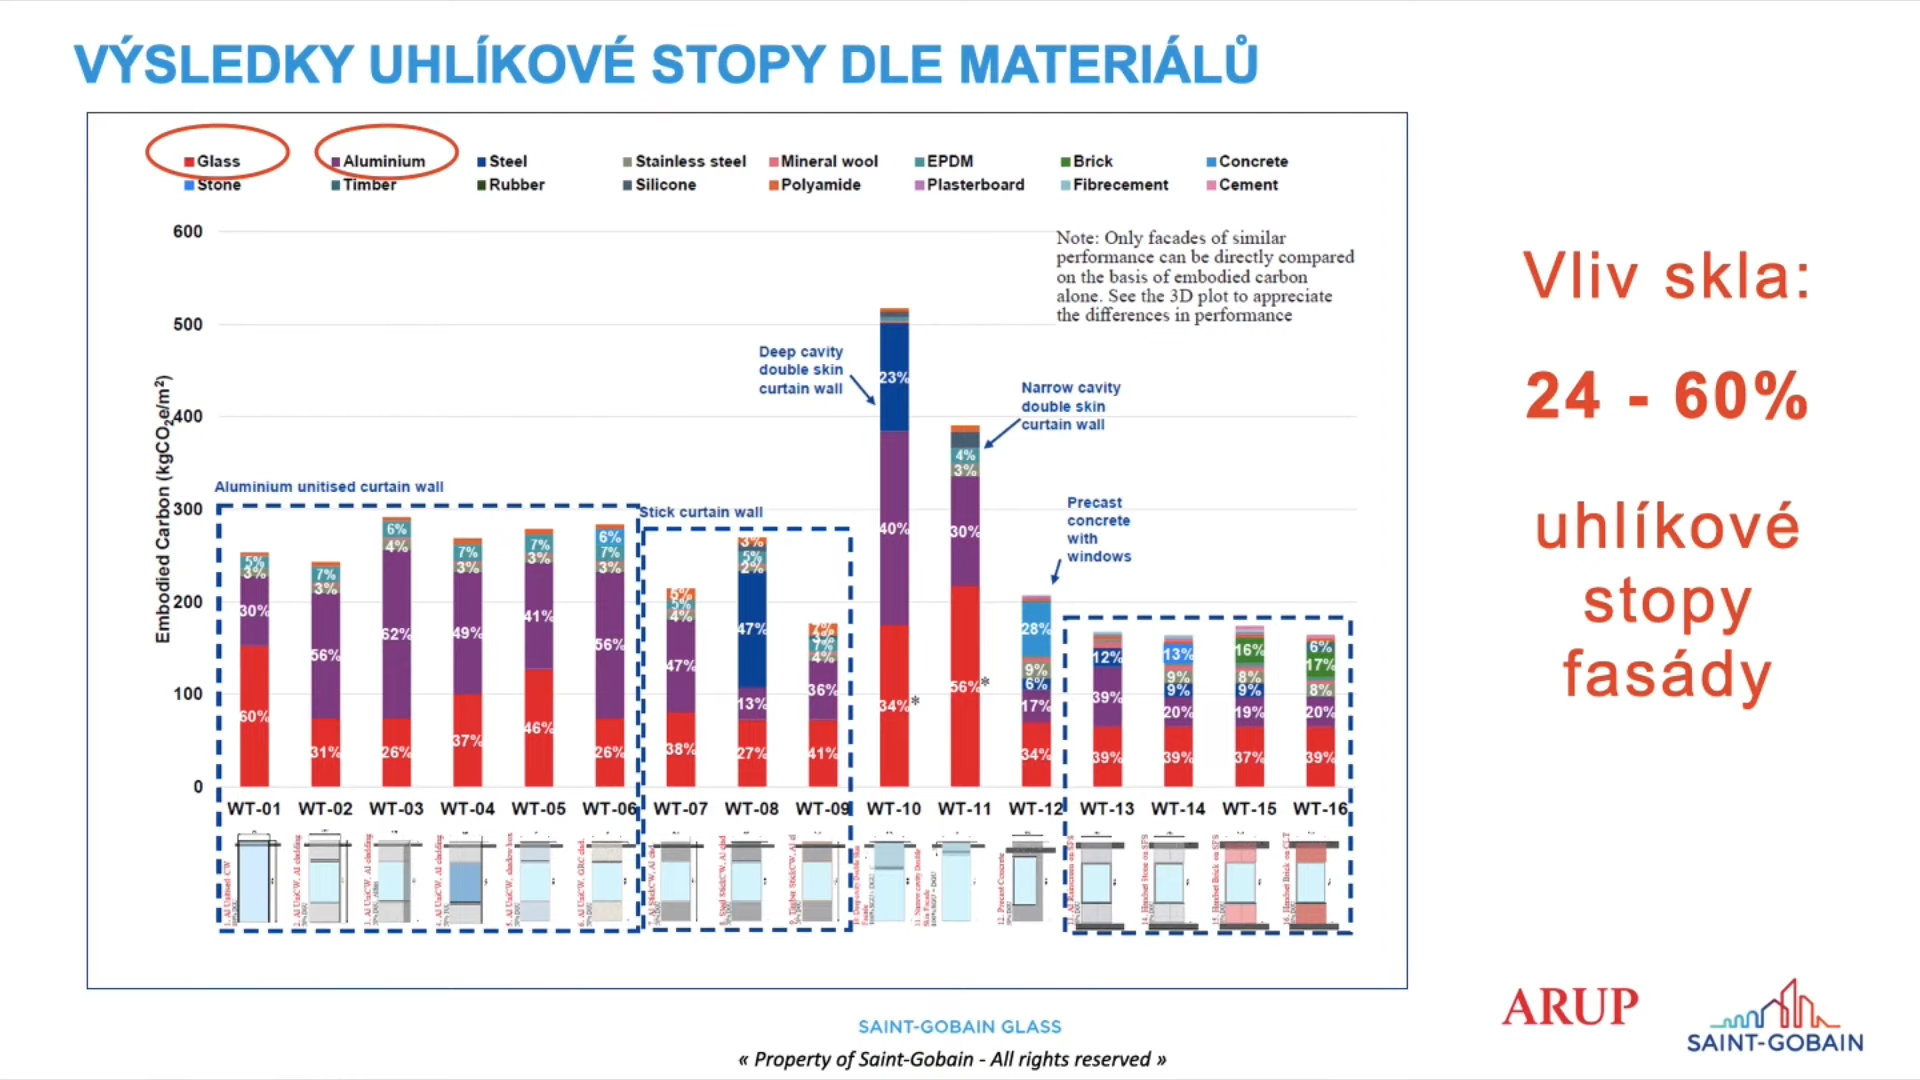 VÝSLEDKY UHLÍKOVÉ STOPY DLE MATERIÁLŮ
Glass Aluminium Steel Stainless steel Mineral wool EPDM Brick Concrete
Stone Timber Rubber Silicone Polyamide Plasterboard Fibrecement Cement
Note: Only facades of similar
performance can be directly compared
on the basis of embodied carbon
alone. See the 3D plot to appreciate
the differences in performance
Embodied Carbon (kgCO₂e/m²)
600
500
400
300
200
100
0
Aluminium unitised curtain wall
Stick curtain wall
Deep cavity
double skin
curtain wall
Narrow cavity
double skin
curtain wall
Precast
concrete
with
windows
5%
3%
30%
60%
7%
3%
56%
31%
6%
4%
62%
26%
7%
3%
49%
37%
7%
3%
41%
46%
6%
7%
3%
56%
26%
5%
4%
47%
38%
3%
5%
2%
47%
13%
27%
7%
4%
36%
41%
23%
40%
34%*
4%
3%
30%
56%*
28%
9%
6%
17%
34%
12%
39%
39%
13%
9%
9%
20%
39%
16%
8%
9%
19%
37%
6%
17%
8%
20%
39%
WT-01 WT-02 WT-03 WT-04 WT-05 WT-06 WT-07 WT-08 WT-09 WT-10 WT-11 WT-12 WT-13 WT-14 WT-15 WT-16
Vliv skla:
24 - 60%
uhlíkové
stopy
fasády
ARUP
SAINT-GOBAIN
SAINT-GOBAIN GLASS
« Property of Saint-Gobain - All rights reserved »